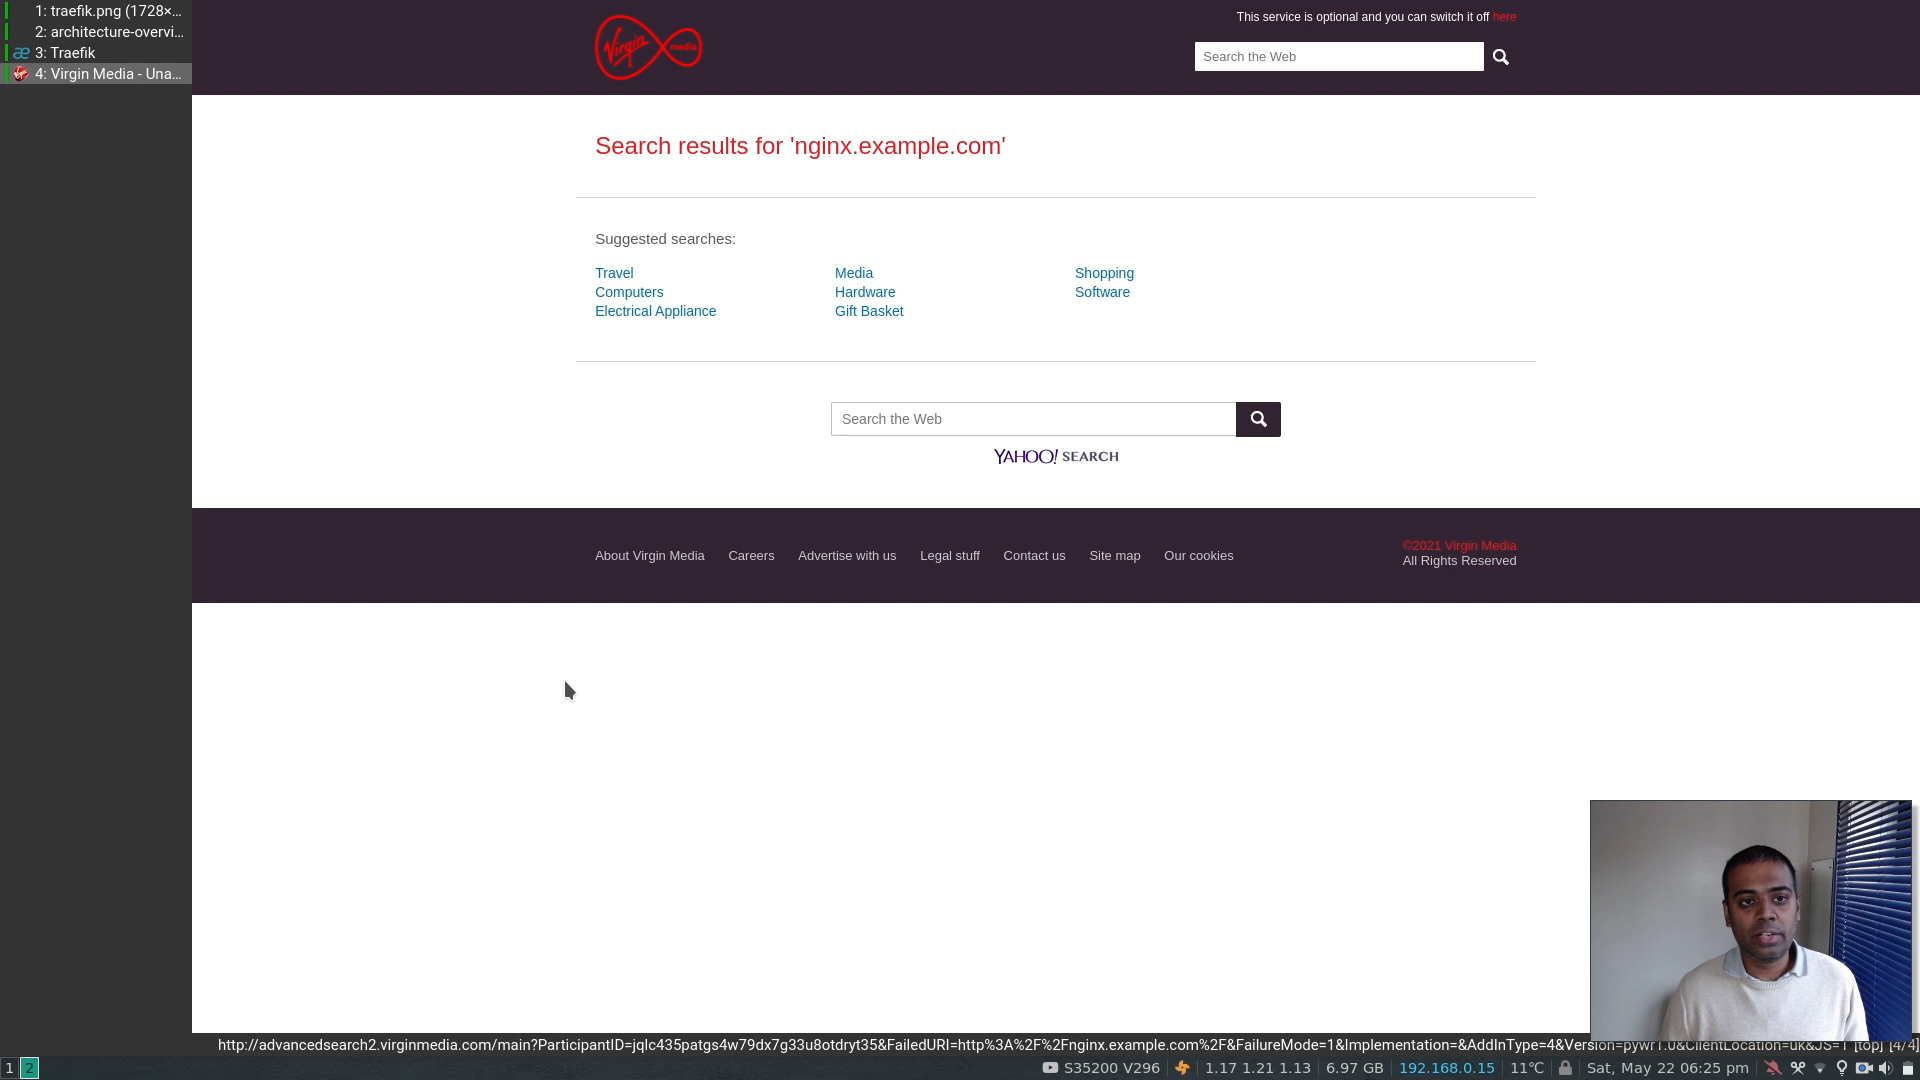 1: traefik.png (1728×...
2: architecture-overvi...
æ 3: Traefik
4: Virgin Media - Una...
Virgin media
This service is optional and you can switch it off here
Search the Web
Search results for 'nginx.example.com'
Suggested searches:
Travel
Media
Shopping
Computers
Hardware
Software
Electrical Appliance
Gift Basket
Search the Web
YAHOO! SEARCH
About Virgin Media
Careers
Advertise with us
Legal stuff
Contact us
Site map
Our cookies
©2021 Virgin Media
All Rights Reserved
http://advancedsearch2.virginmedia.com/main?ParticipantID=jqlc435patgs4w79dx7g33u8otdryt35&FailedURI=http%3A%2F%2Fnginx.example.com%2F&FailureMode=1&Implementation=&AddInType=4&Version=pywr1.0&ClientLocation=uk&JS=1 [top] [4/4]
1 2
S35200 V296
1.17 1.21 1.13
6.97 GB
192.168.0.15
11℃
Sat, May 22 06:25 pm